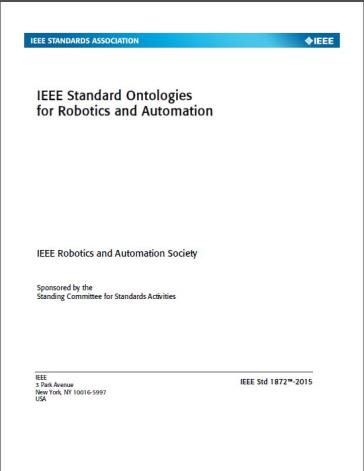 IEEE STANDARDS ASSOCIATION
IEEE
IEEE Standard Ontologies
for Robotics and Automation
IEEE Robotics and Automation Society
Sponsored by the
Standing Committee for Standards Activities
IEEE
3 Park Avenue
New York, NY 10016-5997
USA
IEEE Std 1872™-2015